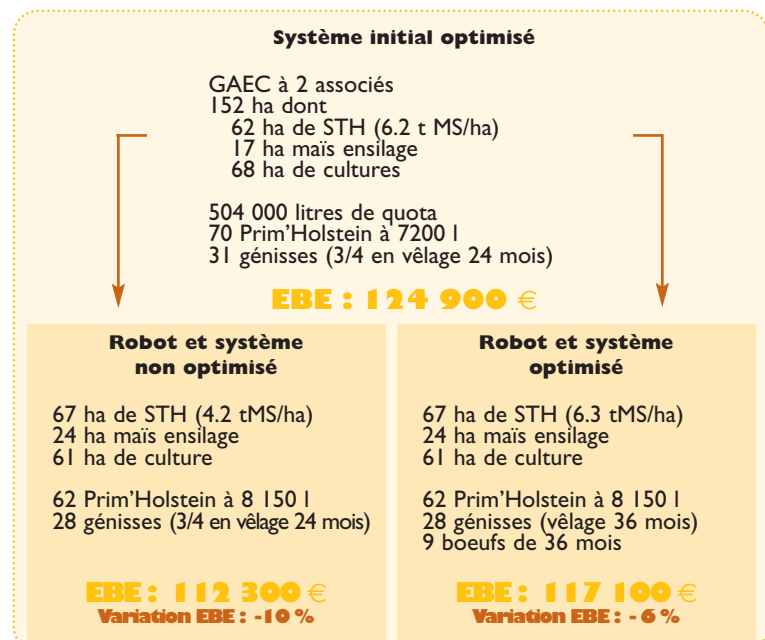 Système initial optimisé
GAEC à 2 associés
152 ha dont
62 ha de STH (6.2 t MS/ha)
17 ha maïs ensilage
68 ha de cultures
504 000 litres de quota
70 Prim'Holstein à 7200 l
31 génisses (3/4 en vêlage 24 mois)
EBE : 124 900 €
Robot et système
non optimisé
67 ha de STH (4.2 tMS/ha)
24 ha maïs ensilage
61 ha de culture
62 Prim'Holstein à 8 150 l
28 génisses (3/4 en vêlage 24 mois)
EBE : 112 300 €
Variation EBE : -10 %
Robot et système
optimisé
67 ha de STH (6.3 tMS/ha)
24 ha maïs ensilage
61 ha de culture
62 Prim'Holstein à 8 150 l
28 génisses (vêlage 36 mois)
9 boeufs de 36 mois
EBE : 117 100 €
Variation EBE : - 6 %